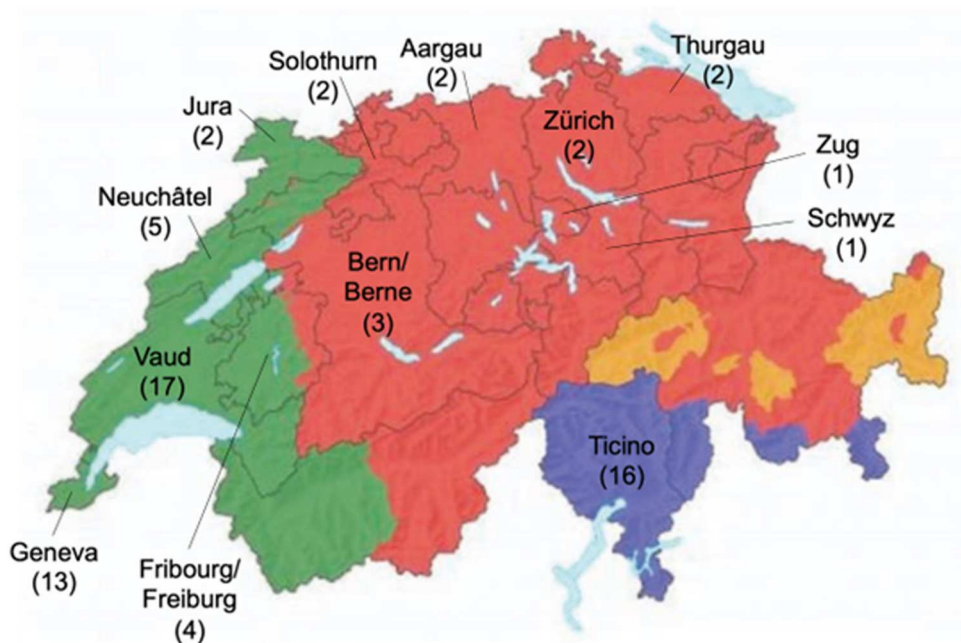 Solothurn
(2)
Aargau
(2)
Thurgau
(2)
Jura
(2)
Zürich
(2)
Zug
(1)
Neuchâtel
(5)
Schwyz
(1)
Bern/
Berne
(3)
Vaud
(17)
Ticino
(16)
Geneva
(13)
Fribourg/
Freiburg
(4)